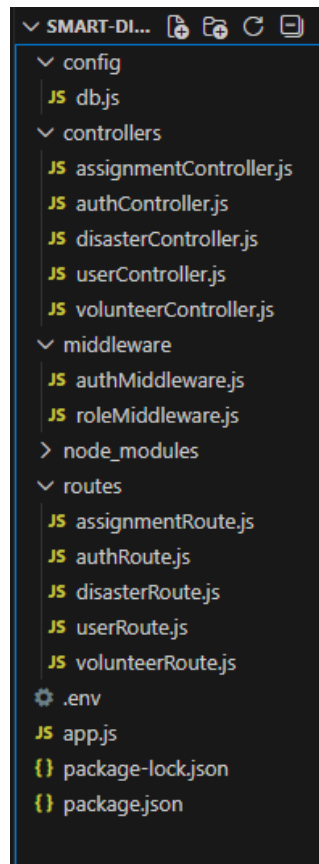 SMART-DI...
config
JS db.js
controllers
JS assignmentController.js
JS authController.js
JS disasterController.js
JS userController.js
JS volunteerController.js
middleware
JS authMiddleware.js
JS roleMiddleware.js
node_modules
routes
JS assignmentRoute.js
JS authRoute.js
JS disasterRoute.js
JS userRoute.js
JS volunteerRoute.js
.env
JS app.js
{} package-lock.json
{} package.json